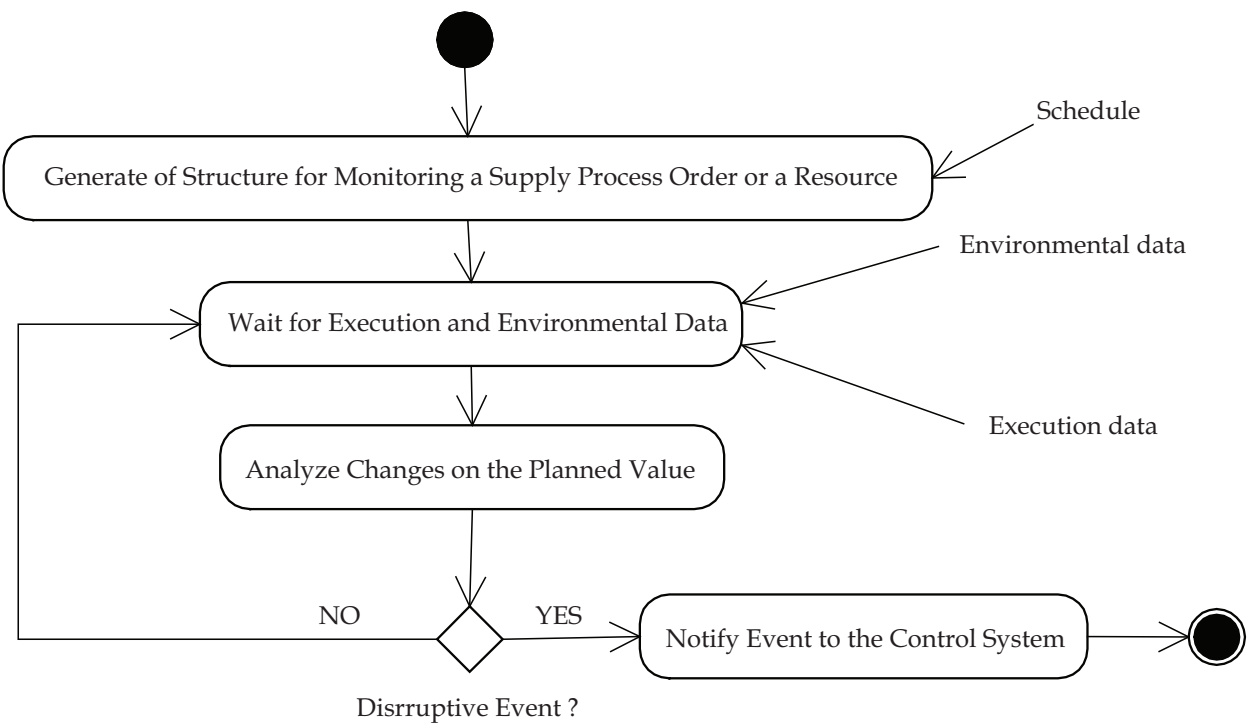 Schedule
Generate of Structure for Monitoring a Supply Process Order or a Resource
Environmental data
Wait for Execution and Environmental Data
Execution data
Analyze Changes on the Planned Value
NO
YES
Notify Event to the Control System
Disrruptive Event ?